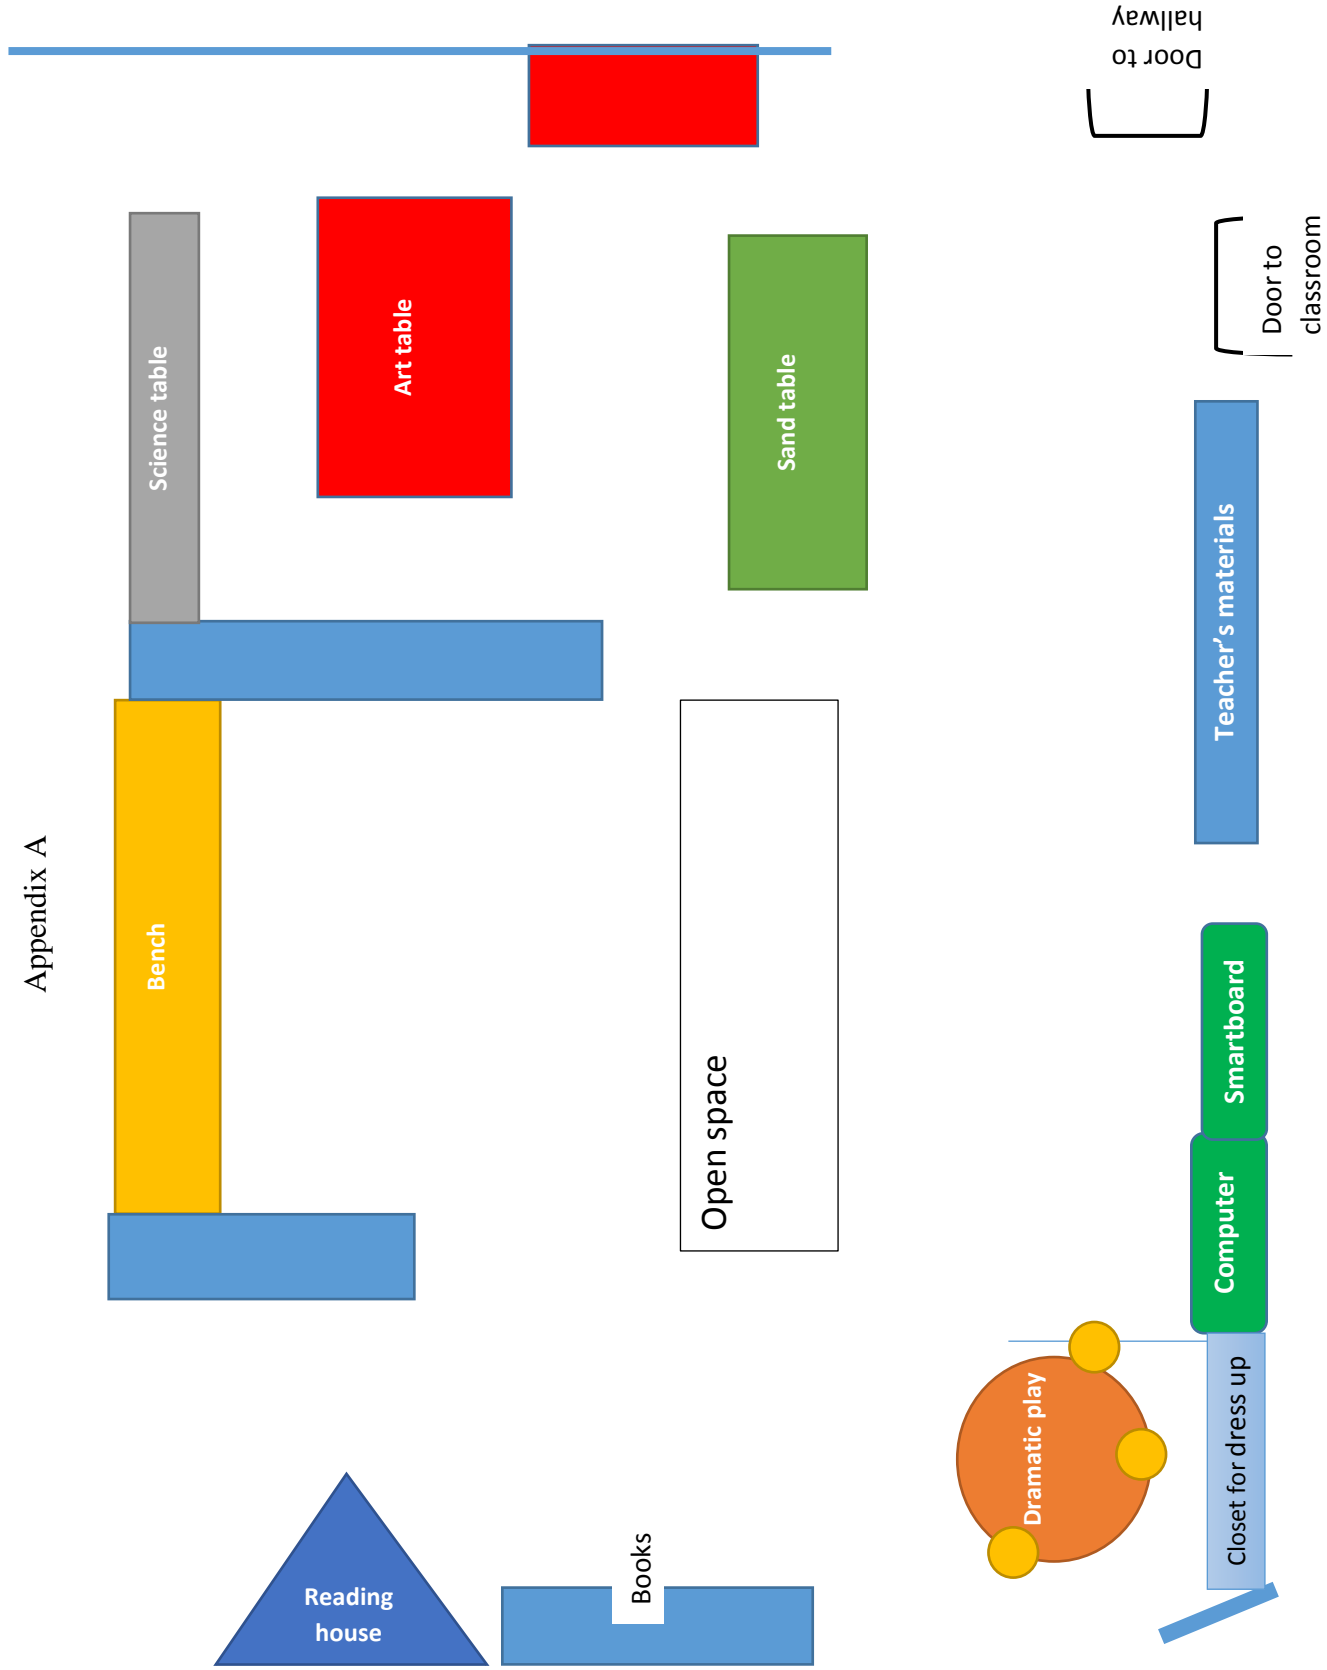 Appendix A
Door to
hallway
Science table
Art table
Sand table
Door to
classroom
Bench
Teacher’s materials
Open space
Smartboard
Computer
Dramatic play
Closet for dress up
Reading
house
Books